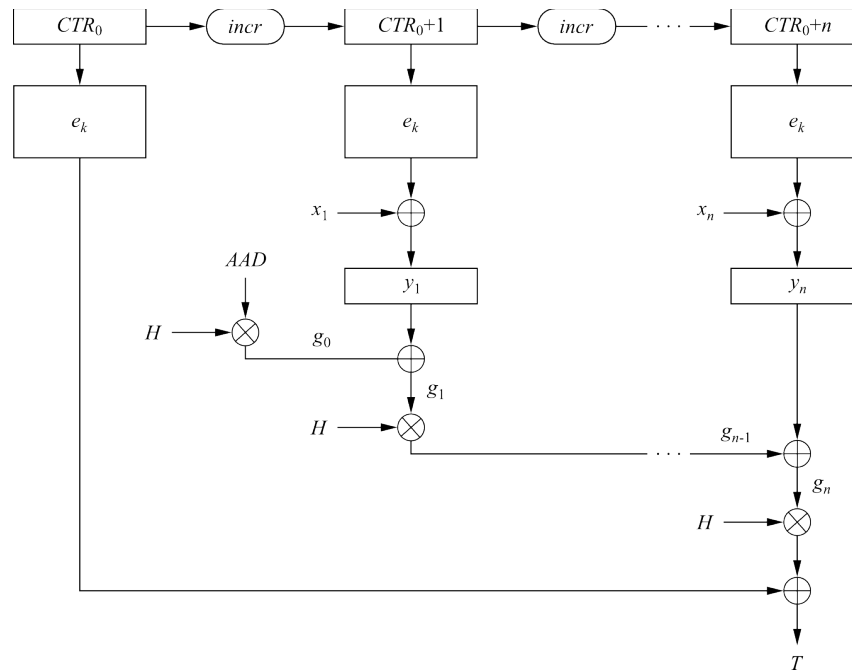 CTR₀ incr CTR₀+1 incr · · · CTR₀+n
eₖ eₖ eₖ
x₁ xₙ
AAD
y₁ yₙ
H g₀
g₁
H gₙ₋₁
· · ·
gₙ
H
T